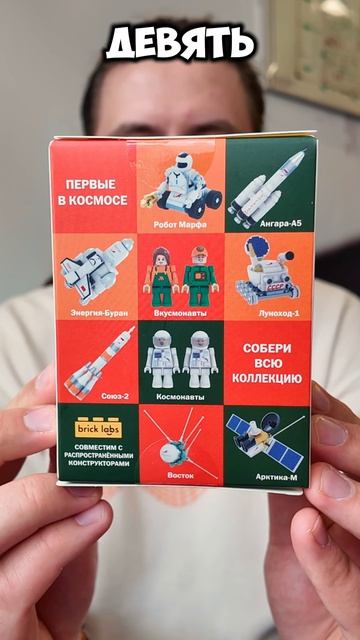 ДЕВЯТЬ
ПЕРВЫЕ
В КОСМОСЕ
Робот Марфа
Ангара-А5
Энергия-Буран
Вкусмонавты
Луноход-1
Союз-2
Космонавты
СОБЕРИ
ВСЮ
КОЛЛЕКЦИЮ
brick labs
СОВМЕСТИМ С
РАСПРОСТРАНЁННЫМИ
КОНСТРУКТОРАМИ
Восток
Арктика-М